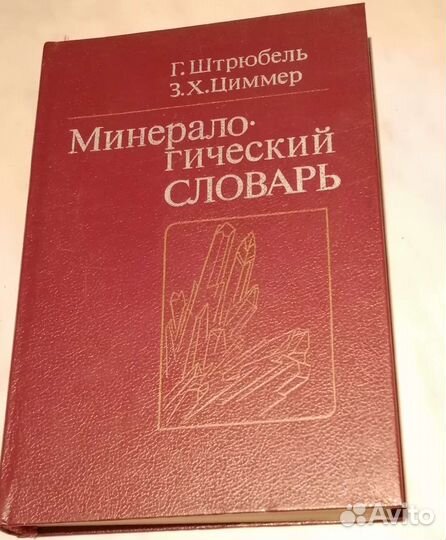 Г. Штрюбель
З.Х. Циммер
Минерало-
гический
СЛОВАРЬ
Avito